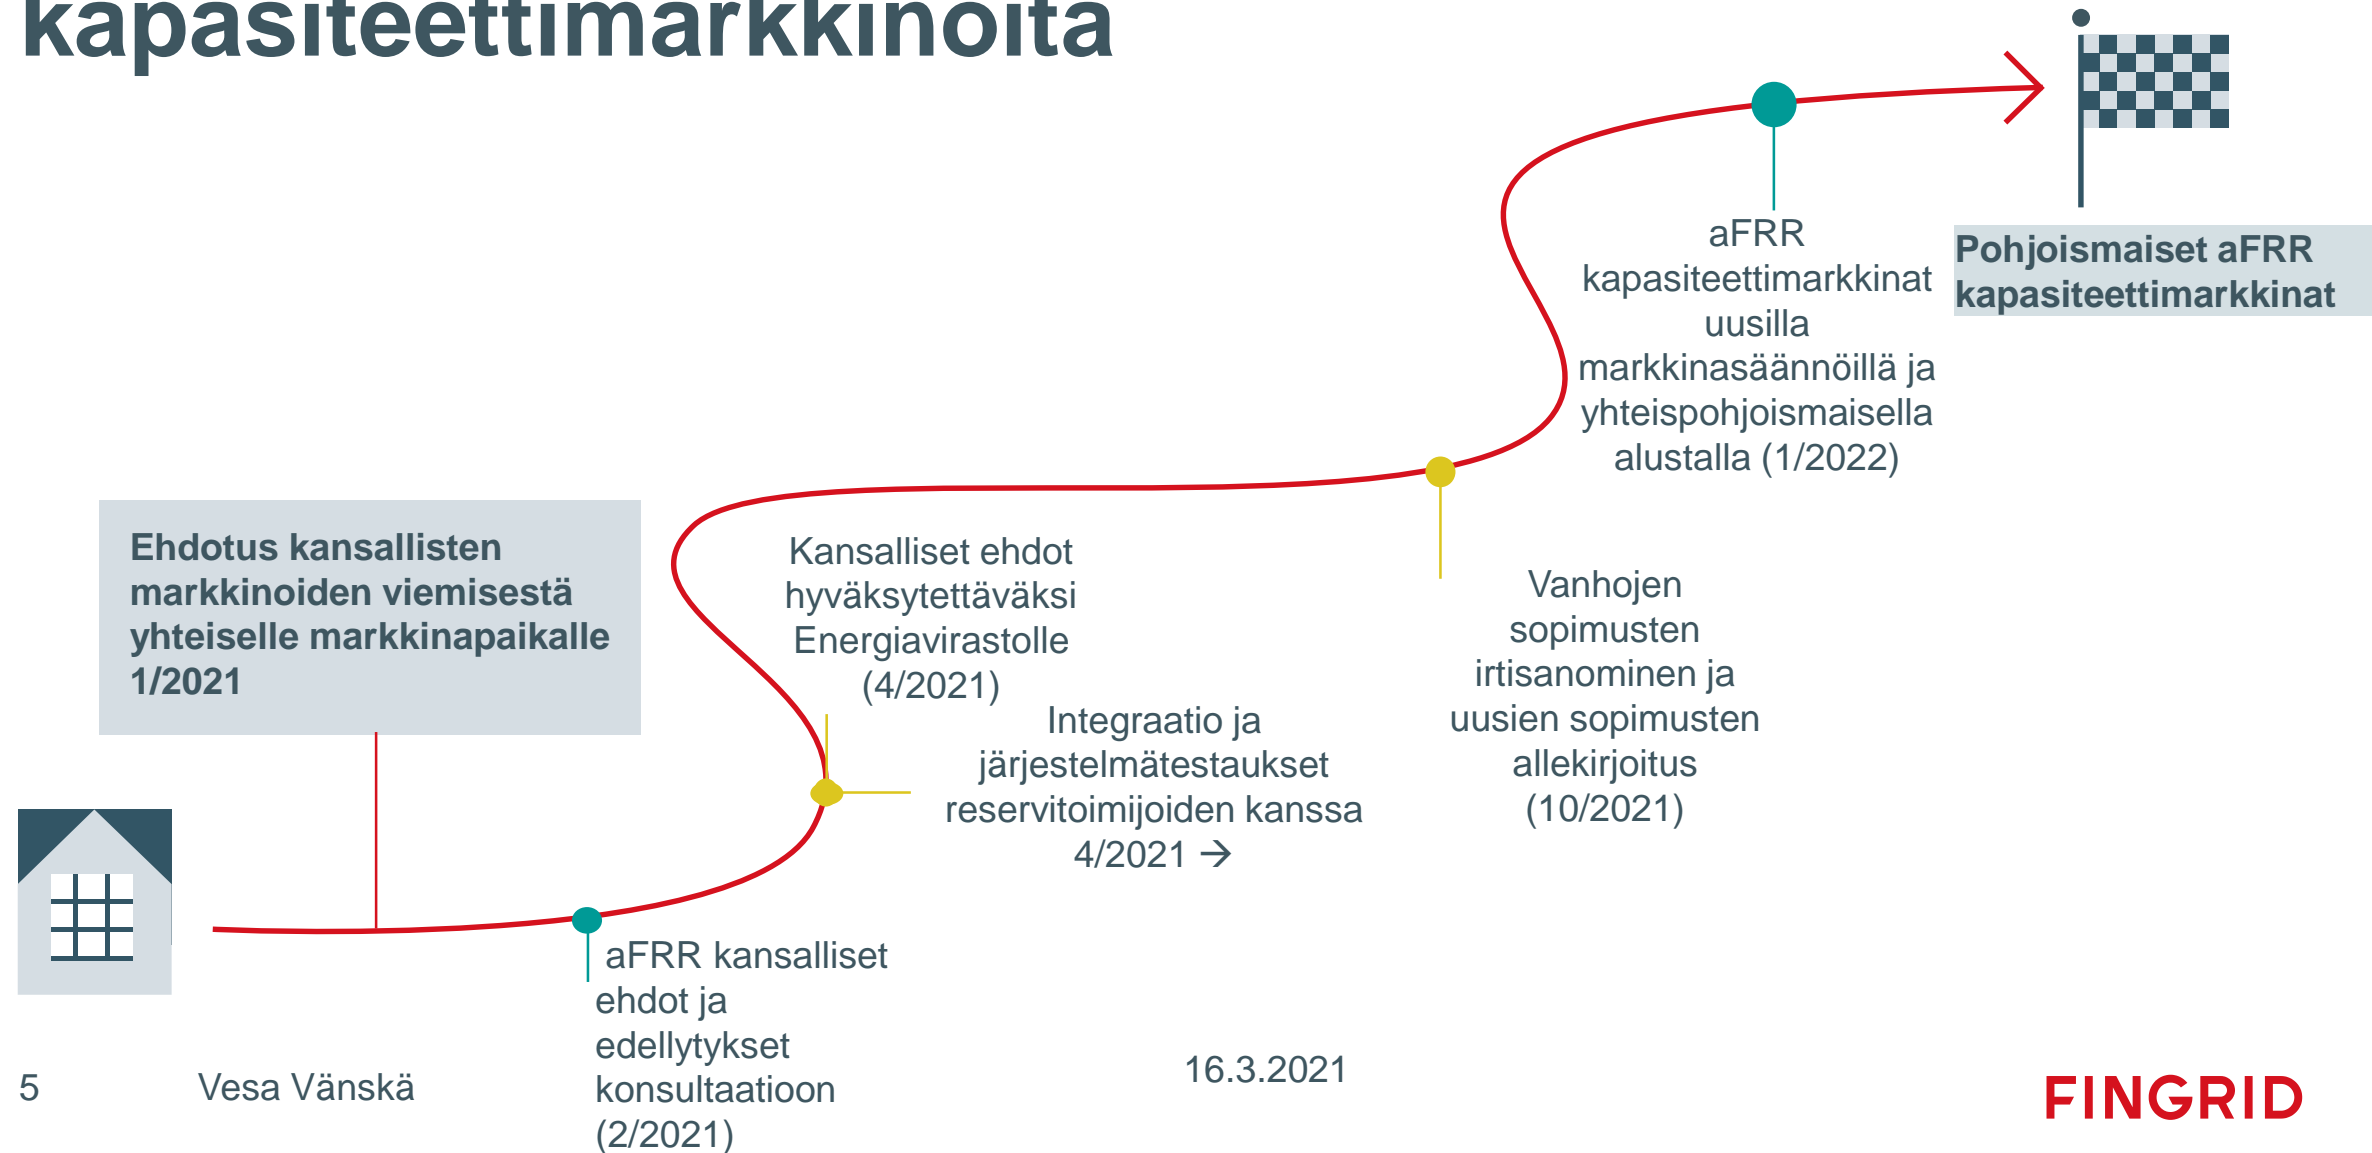 kapasiteettimarkkinoita
aFRR
kapasiteettimarkkinat
uusilla
markkinasäännöillä ja
yhteispohjoismaisella
alustalla (1/2022)
Pohjoismaiset aFRR
kapasiteettimarkkinat
Ehdotus kansallisten
markkinoiden viemisestä
yhteiselle markkinapaikalle
1/2021
Kansalliset ehdot
hyväksytettäväksi
Energiavirastolle
(4/2021)
Integraatio ja
järjestelmätestaukset
reservitoimijoiden kanssa
4/2021 →
Vanhojen
sopimusten
irtisanominen ja
uusien sopimusten
allekirjoitus
(10/2021)
aFRR kansalliset
ehdot ja
edellytykset
konsultaatioon
(2/2021)
5
Vesa Vänskä
16.3.2021
FINGRID